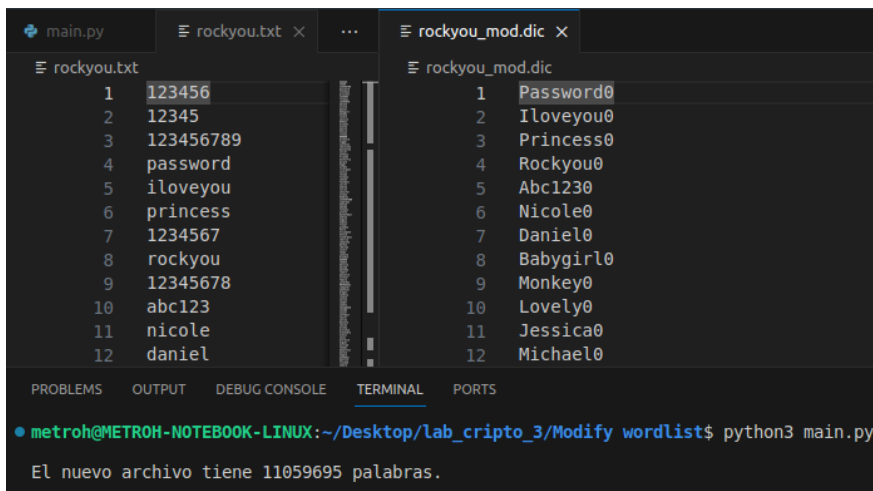 main.py
rockyou.txt
rockyou_mod.dic
rockyou.txt
1 123456
2 12345
3 123456789
4 password
5 iloveyou
6 princess
7 1234567
8 rockyou
9 12345678
10 abc123
11 nicole
12 daniel
rockyou_mod.dic
1 Password0
2 Iloveyou0
3 Princess0
4 Rockyou0
5 Abc1230
6 Nicole0
7 Daniel0
8 Babygirl0
9 Monkey0
10 Lovely0
11 Jessica0
12 Michael0
PROBLEMS OUTPUT DEBUG CONSOLE TERMINAL PORTS
metroh@METROH-NOTEBOOK-LINUX:~/Desktop/lab_cripto_3/Modify wordlist$ python3 main.py
El nuevo archivo tiene 11059695 palabras.